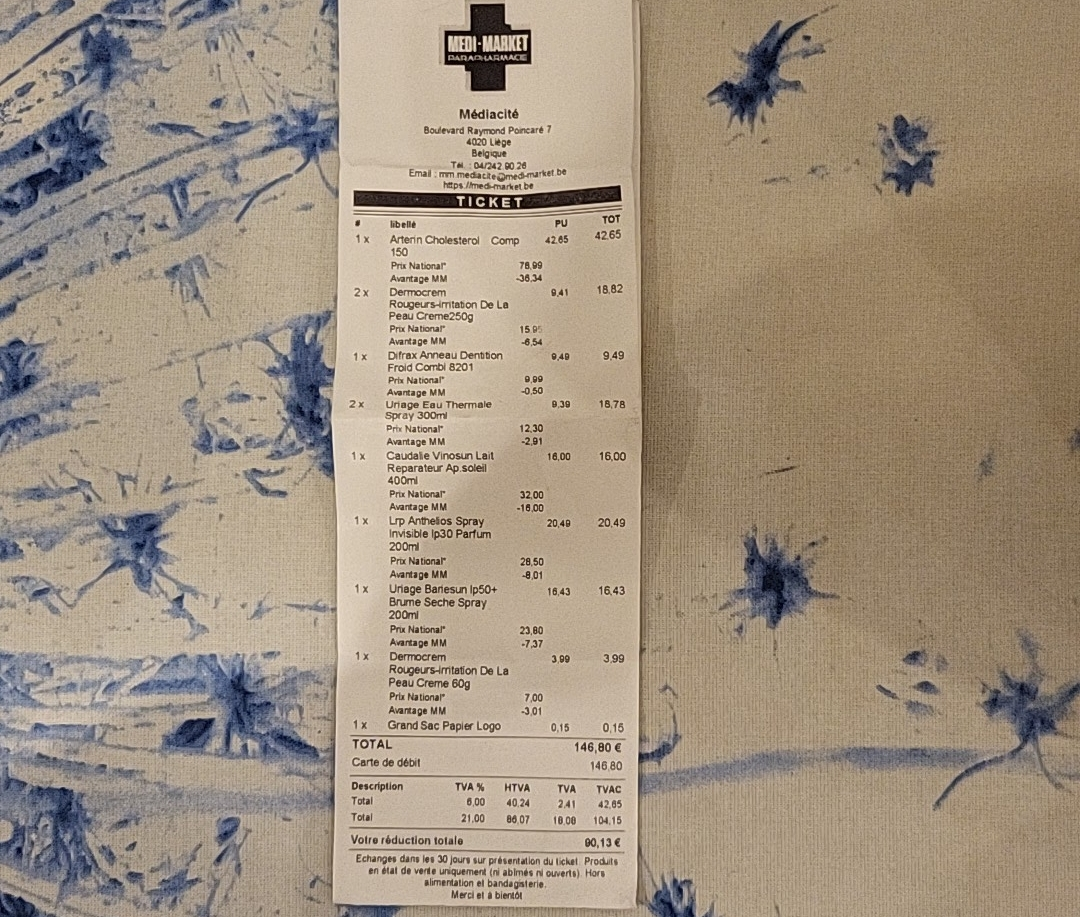 MEDI-MARKET
PARAPHARMACIE
Médiacité
Boulevard Raymond Poincaré 7
4020 Liège
Belgique
Tél. : 04/242 90 26
Email : mm.mediacite@medi-market.be
https://medi-market.be
TICKET
# libellé PU TOT
1 x Arterin Cholesterol Comp 42,65 42,65
150
Prix National* 78,99
Avantage MM -36,34
2 x Dermocrem 9,41 18,82
Rougeurs-irritation De La
Peau Creme250g
Prix National* 15,95
Avantage MM -6,54
1 x Difrax Anneau Dentition 9,49 9,49
Froid Combi 8201
Prix National* 9,99
Avantage MM -0,50
2 x Uriage Eau Thermale 9,39 18,78
Spray 300ml
Prix National* 12,30
Avantage MM -2,91
1 x Caudalie Vinosun Lait 16,00 16,00
Reparateur Ap.soleil
400ml
Prix National* 32,00
Avantage MM -16,00
1 x Lrp Anthelios Spray 20,49 20,49
Invisible Ip30 Parfum
200ml
Prix National* 28,50
Avantage MM -8,01
1 x Uriage Bariesun Ip50+ 16,43 16,43
Brume Seche Spray
200ml
Prix National* 23,80
Avantage MM -7,37
1 x Dermocrem 3,99 3,99
Rougeurs-irritation De La
Peau Creme 60g
Prix National* 7,00
Avantage MM -3,01
1 x Grand Sac Papier Logo 0,15 0,15
TOTAL 146,80 €
Carte de débit 146,80
Description TVA % HTVA TVA TVAC
Total 6,00 40,24 2,41 42,65
Total 21,00 86,07 18,08 104,15
Votre réduction totale 90,13 €
Echanges dans les 30 jours sur présentation du ticket. Produits
en état de vente uniquement (ni abîmés ni ouverts). Hors
alimentation et bandagisterie.
Merci et à bientôt